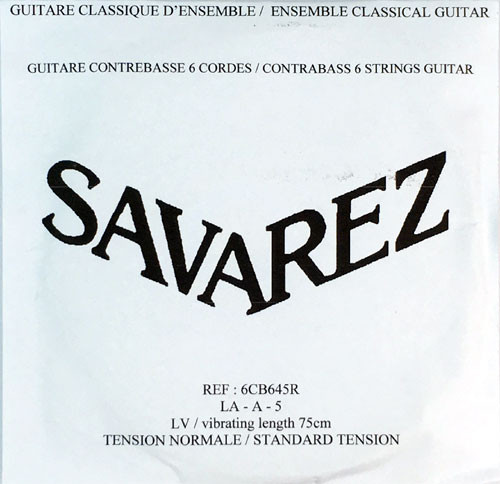 GUITARE CLASSIQUE D'ENSEMBLE / ENSEMBLE CLASSICAL GUITAR
GUITARE CONTREBASSE 6 CORDES / CONTRABASS 6 STRINGS GUITAR
SAVAREZ
REF : 6CB645R
LA - A - 5
LV / vibrating length 75cm
TENSION NORMALE / STANDARD TENSION